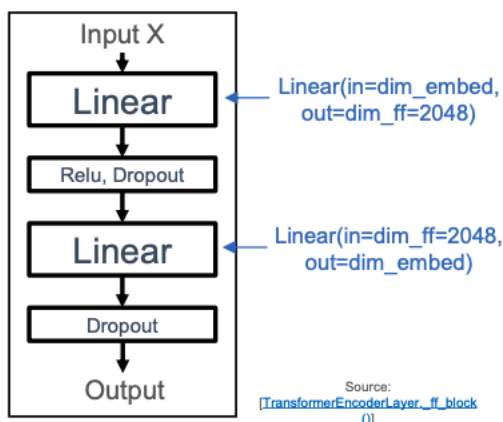 Input X
Linear
Linear(in=dim_embed,
out=dim_ff=2048)
Relu, Dropout
Linear
Linear(in=dim_ff=2048,
out=dim_embed)
Dropout
Output
Source:
[TransformerEncoderLayer._ff_block
()]